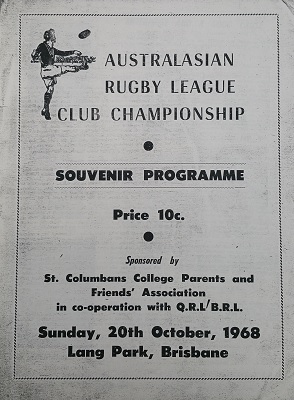 AUSTRALASIAN
RUGBY LEAGUE
CLUB CHAMPIONSHIP
SOUVENIR PROGRAMME
Price 10c.
Sponsored by
St. Columbans College Parents and
Friends' Association
in co-operation with Q.R.L/B.R.L.
Sunday, 20th October, 1968
Lang Park, Brisbane